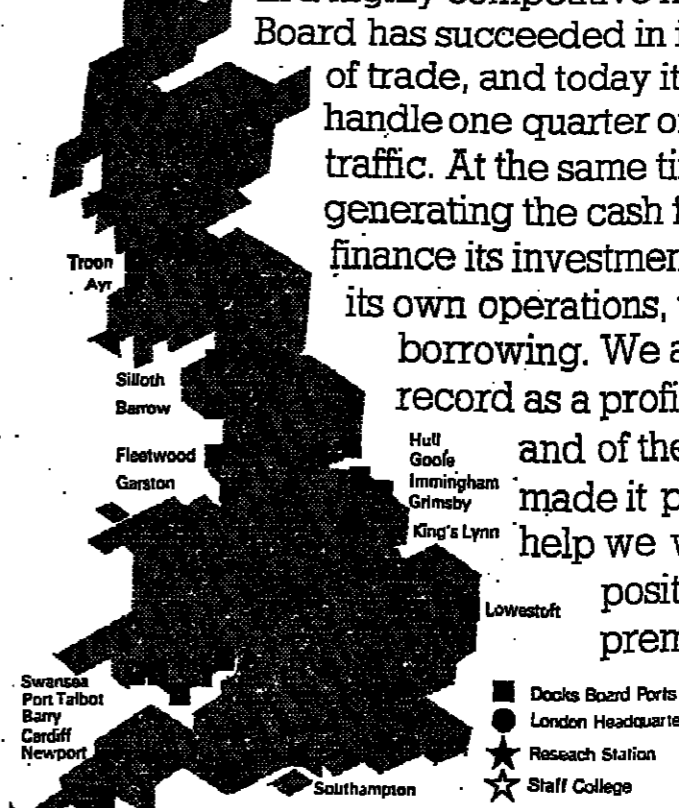 Board has succeeded in i
of trade, and today it
handle one quarter o
traffic. At the same ti
generating the cash f
finance its investmen
its own operations,
borrowing. We a
record as a profi
and of the
made it p
help we
posit
prem
Troon
Ayr
Silloth
Barrow
Fleetwood
Garston
Hull
Goole
Immingham
Grimsby
King's Lynn
Lowestoft
Swansea
Port Talbot
Barry
Cardiff
Newport
Southampton
Docks Board Ports
London Headquarte
Reseach Station
Staff College